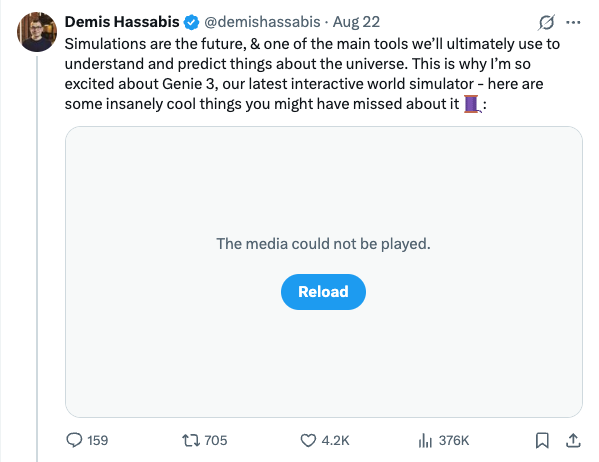 Demis Hassabis @demishassabis · Aug 22
Simulations are the future, & one of the main tools we'll ultimately use to
understand and predict things about the universe. This is why I'm so
excited about Genie 3, our latest interactive world simulator - here are
some insanely cool things you might have missed about it 🧵:
The media could not be played.
Reload
159 705 4.2K 376K